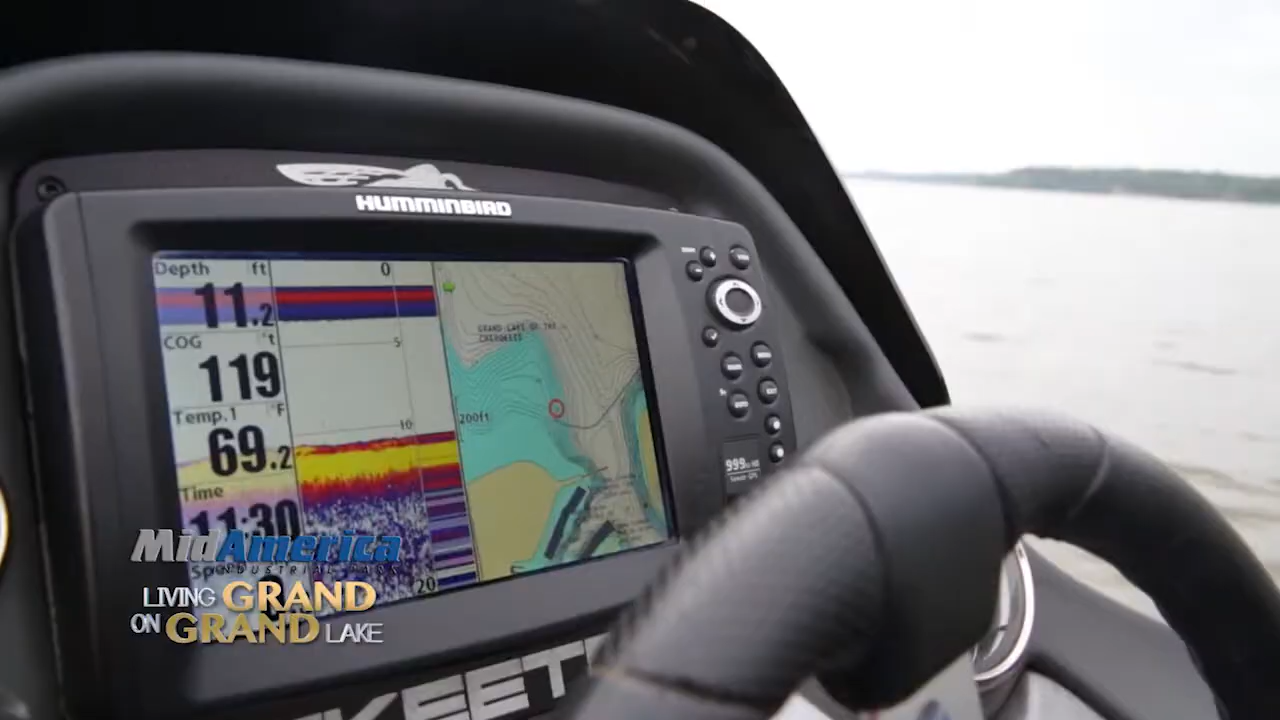 HUMMINBIRD
Depth ft
11.2
0
COG °t
119
5
Temp.1 °F
69.2
10
Time
11:30
20
GRAND LAKE OF THE
CHEROKEES
200ft
999
MidAmerica
INDUSTRIAL PARK
LIVING GRAND
ON GRAND LAKE